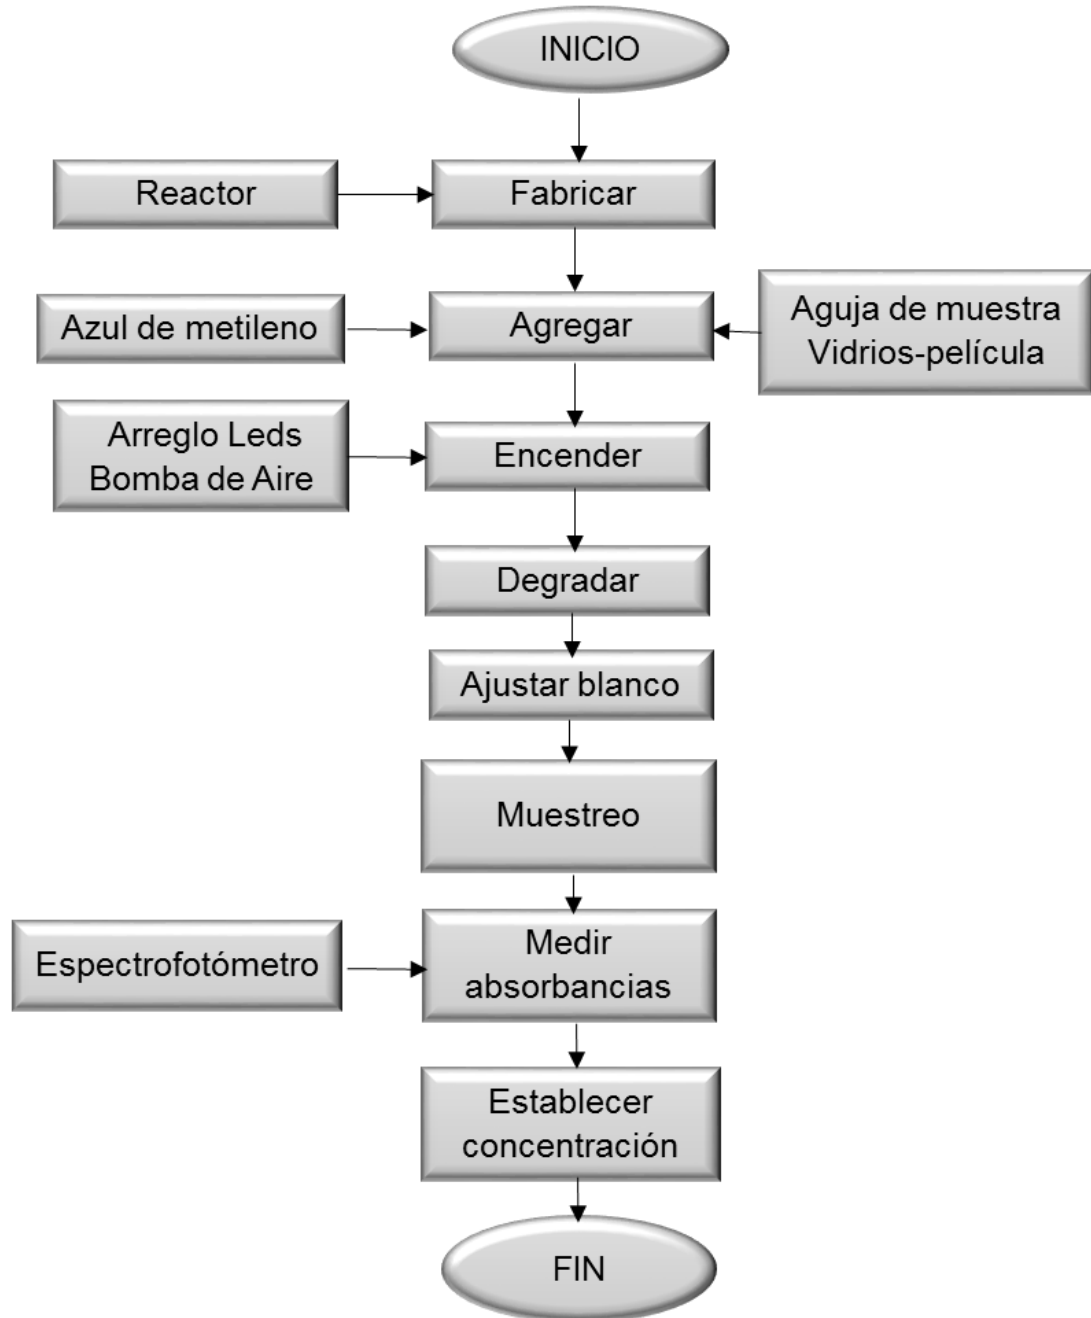 INICIO
Reactor
Fabricar
Azul de metileno
Agregar
Aguja de muestra
Vidrios-película
Arreglo Leds
Bomba de Aire
Encender
Degradar
Ajustar blanco
Muestreo
Espectrofotómetro
Medir
absorbancias
Establecer
concentración
FIN